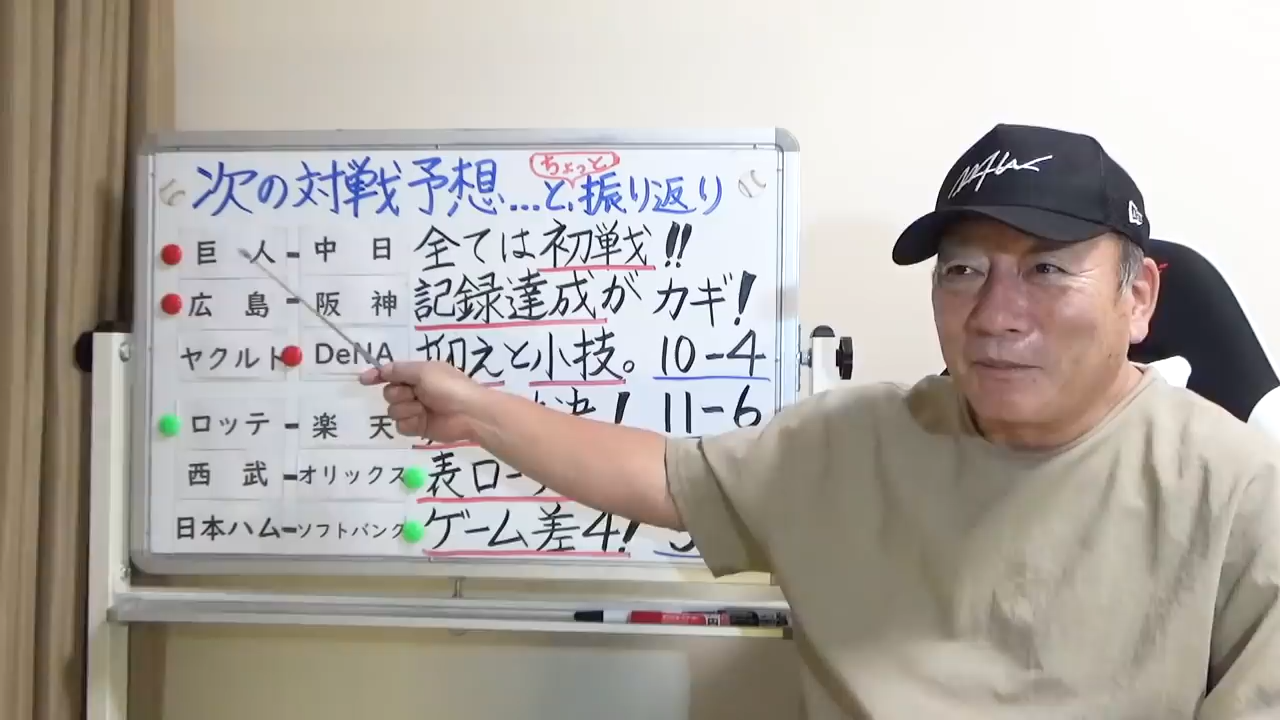 次の対戦予想...と、ちょっと振り返り
巨人-中日 全ては初戦!!
広島-阪神 記録達成がカギ!
ヤクルト DeNA 抑えと小技。 10-4
ロッテ-楽天 ! 11-6
西武-オリックス 表ロー
日本ハム-ソフトバンク ゲーム差4!